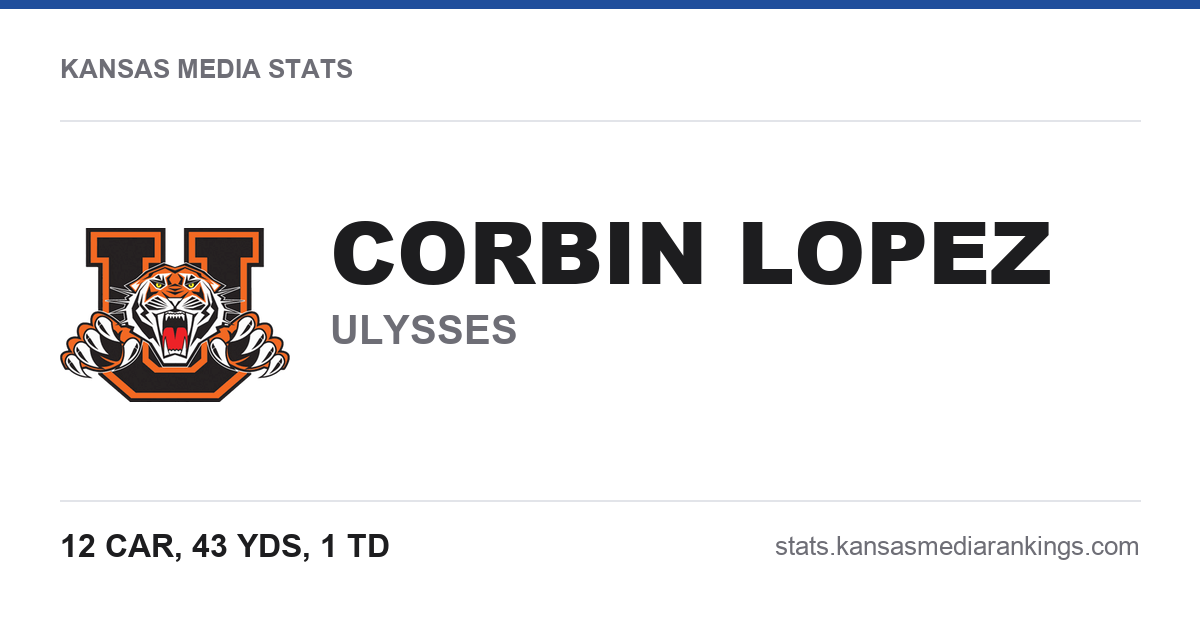 KANSAS MEDIA STATS
U
CORBIN LOPEZ
ULYSSES
12 CAR, 43 YDS, 1 TD
stats.kansasmediarankings.com